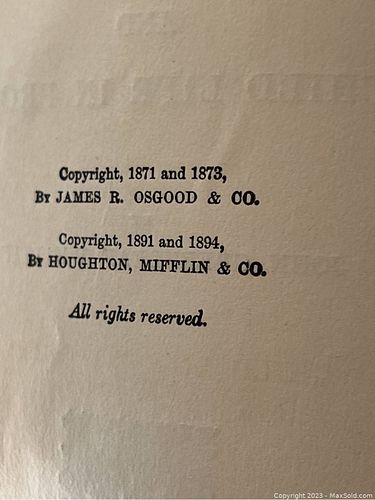 Copyright, 1871 and 1873,
By JAMES R. OSGOOD & CO.
Copyright, 1891 and 1894,
By HOUGHTON, MIFFLIN & CO.
All rights reserved.
Copyright 2023 - MaxSold.com